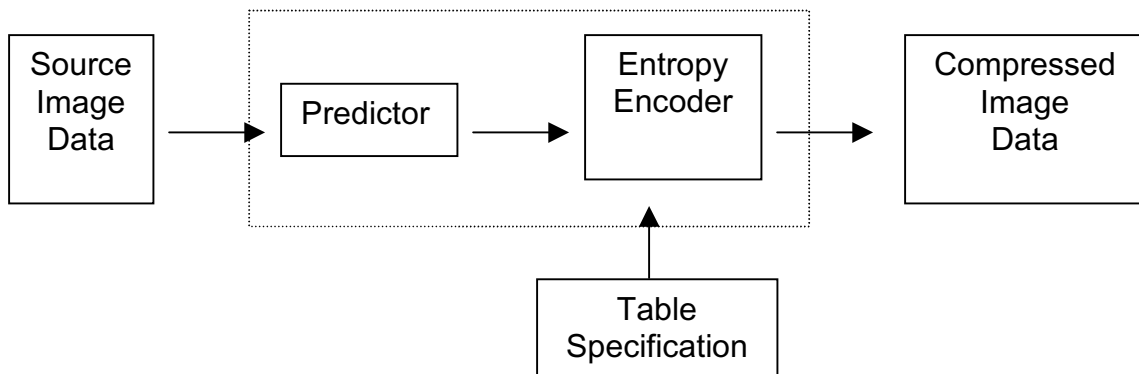 Source
Image
Data
Predictor
Entropy
Encoder
Compressed
Image
Data
Table
Specification